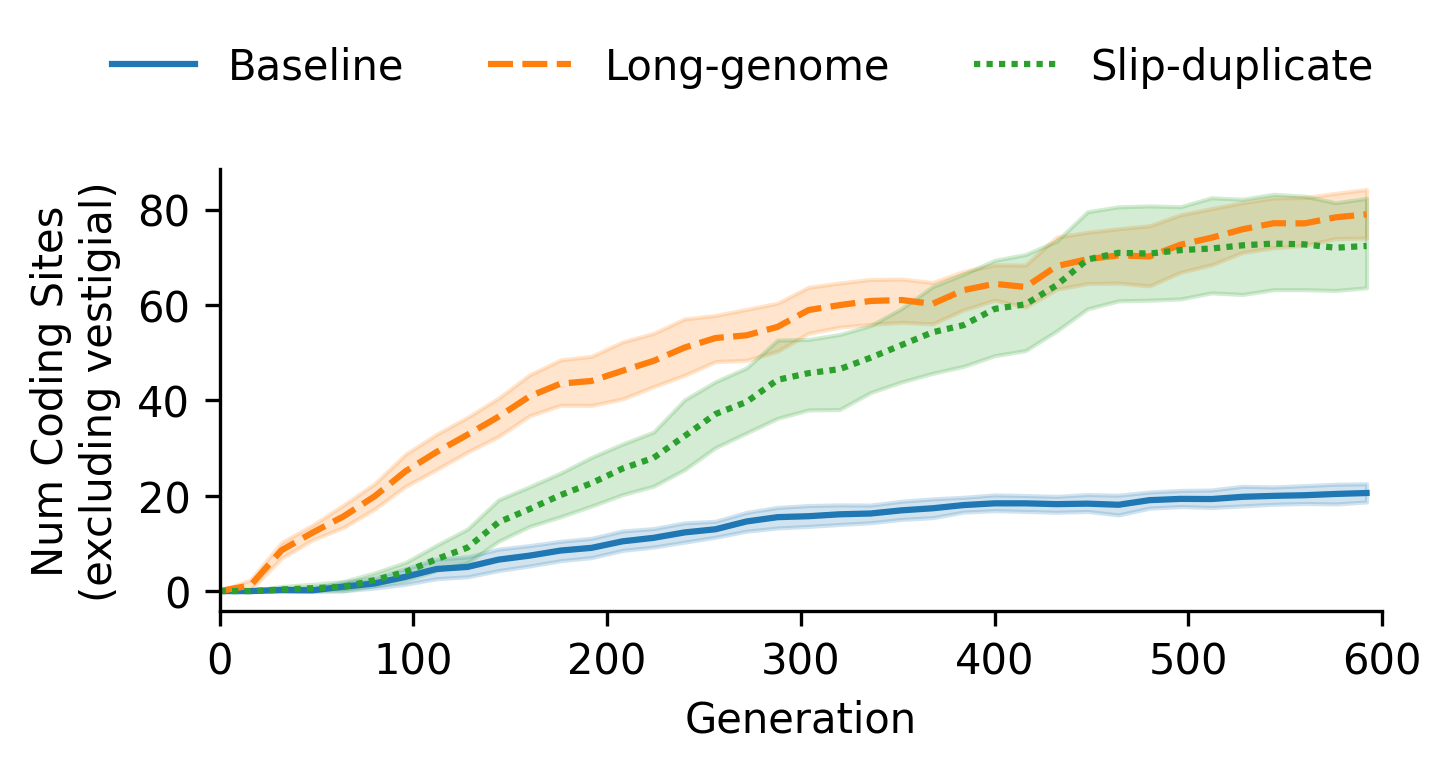 Baseline
Long-genome
Slip-duplicate
Num Coding Sites
(excluding vestigial)
80
60
40
20
0
0 100 200 300 400 500 600
Generation